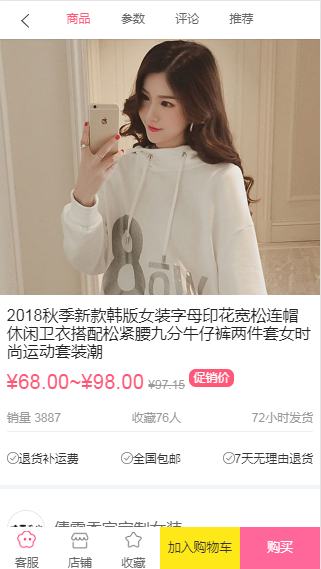 商品 参数 评论 推荐
2018秋季新款韩版女装字母印花宽松连帽
休闲卫衣搭配松紧腰九分牛仔裤两件套女时
尚运动套装潮
¥68.00~¥98.00 ¥97.15 促销价
销量 3887 收藏76人 72小时发货
退货补运费 全国包邮 7天无理由退货
客服 店铺 收藏 加入购物车 购买